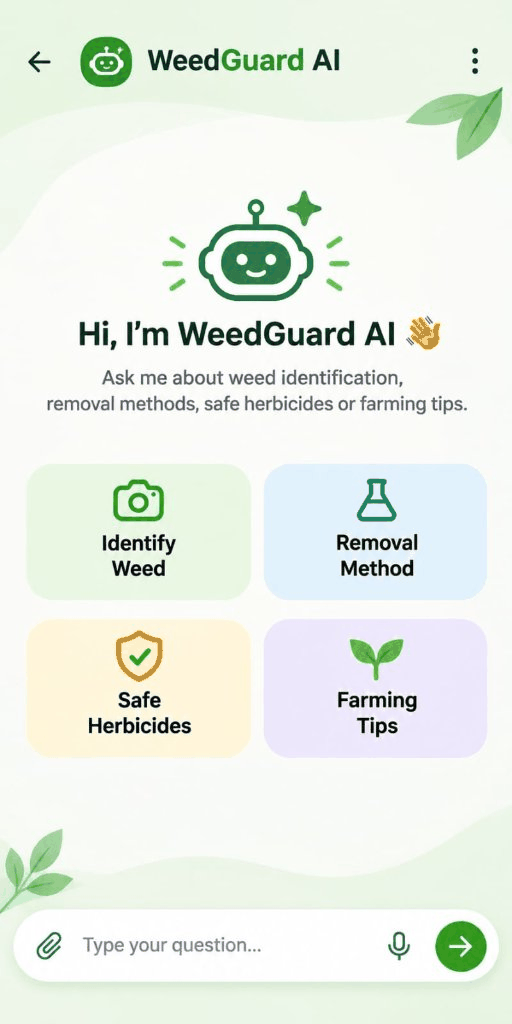 WeedGuard AI
Hi, I'm WeedGuard AI 👋
Ask me about weed identification,
removal methods, safe herbicides or farming tips.
Identify
Weed
Removal
Method
Safe
Herbicides
Farming
Tips
Type your question...